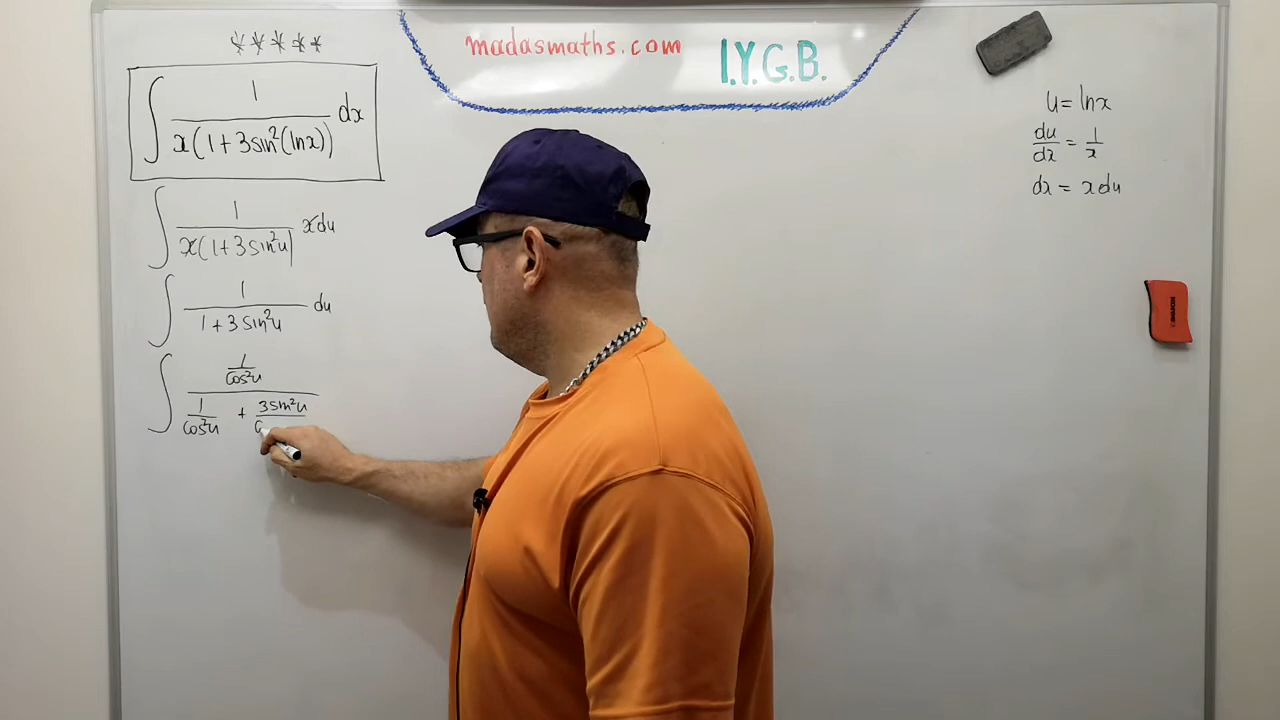 *****
madasmaths.com I.Y.G.B.
∫ 1 / x(1+3sin²(lnx)) dx
∫ 1 / x(1+3sin²u) xdu
∫ 1 / 1+3sin²u du
∫ 1/cos²u / 1/cos²u + 3sin²u/c
u = lnx
du/dx = 1/x
dx = xdu